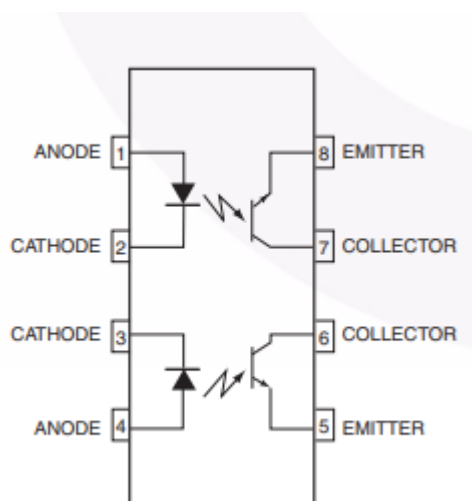 ANODE 1 8 EMITTER
CATHODE 2 7 COLLECTOR
CATHODE 3 6 COLLECTOR
ANODE 4 5 EMITTER